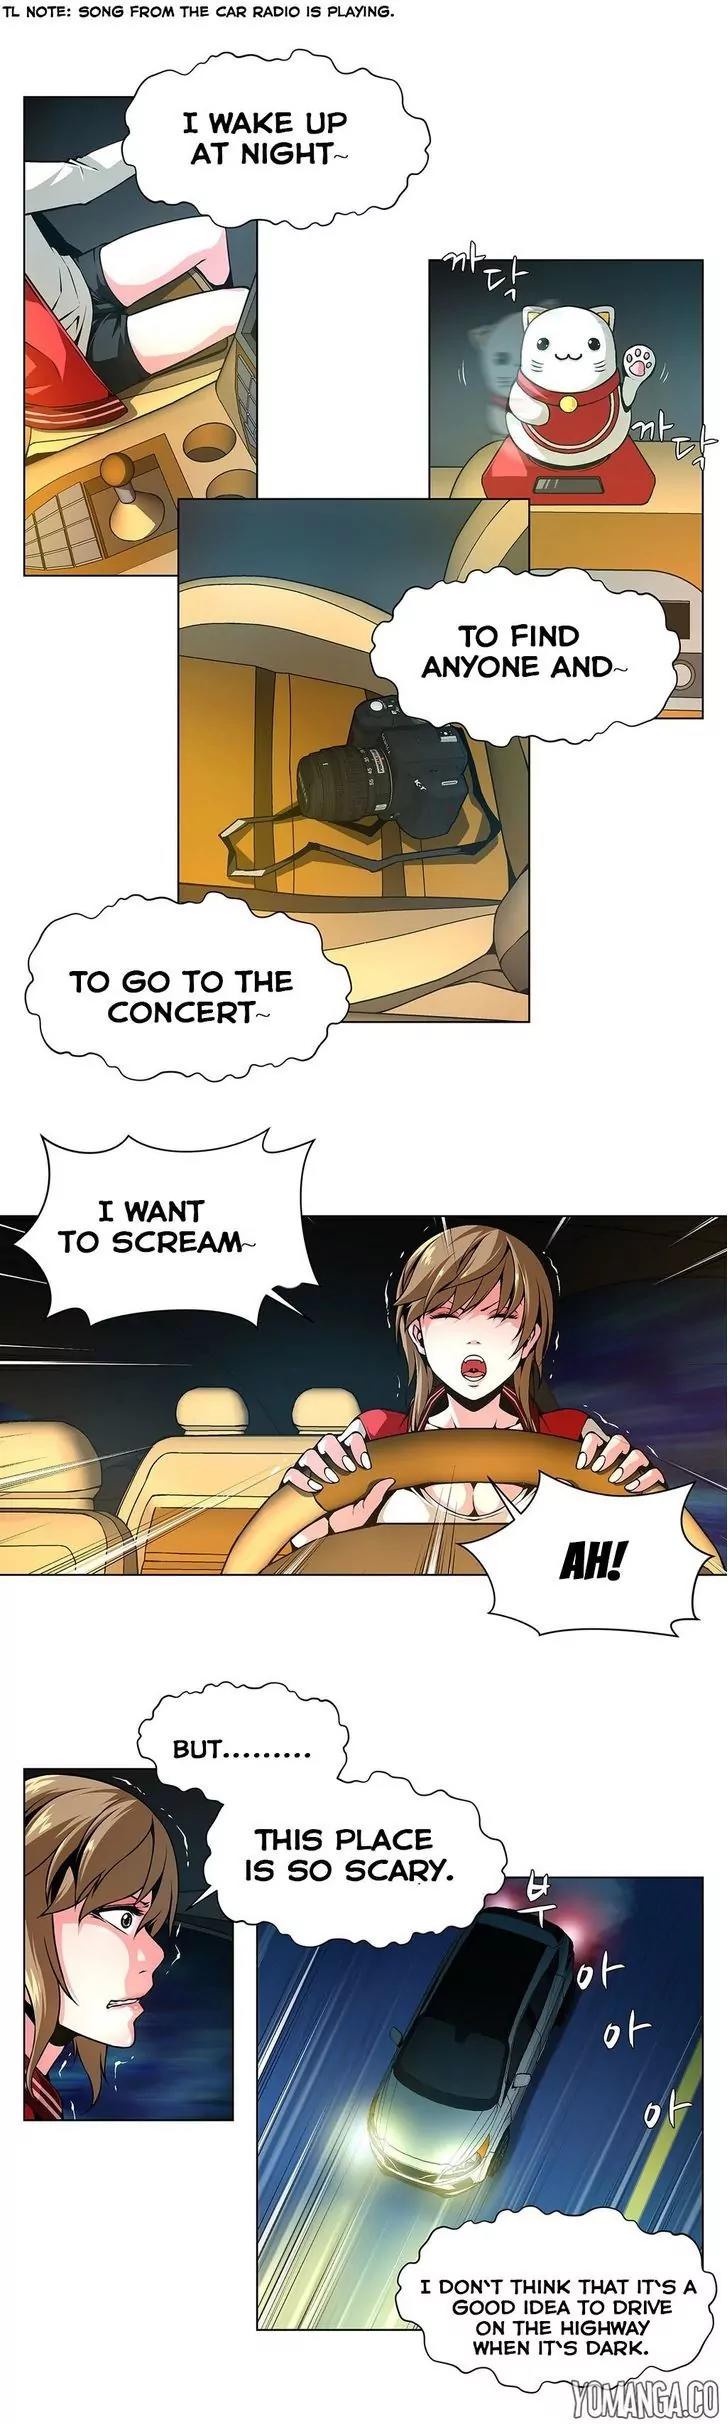 TL NOTE: SONG FROM THE CAR RADIO IS PLAYING.
I WAKE UP
AT NIGHT~
까
닥
까
닥
TO FIND
ANYONE AND~
TO GO TO THE
CONCERT~
I WANT
TO SCREAM~
AH!
BUT.........
THIS PLACE
IS SO SCARY.
부
아
아
아
I DON'T THINK THAT IT'S A
GOOD IDEA TO DRIVE
ON THE HIGHWAY
WHEN IT'S DARK.
YOMANGA.CO